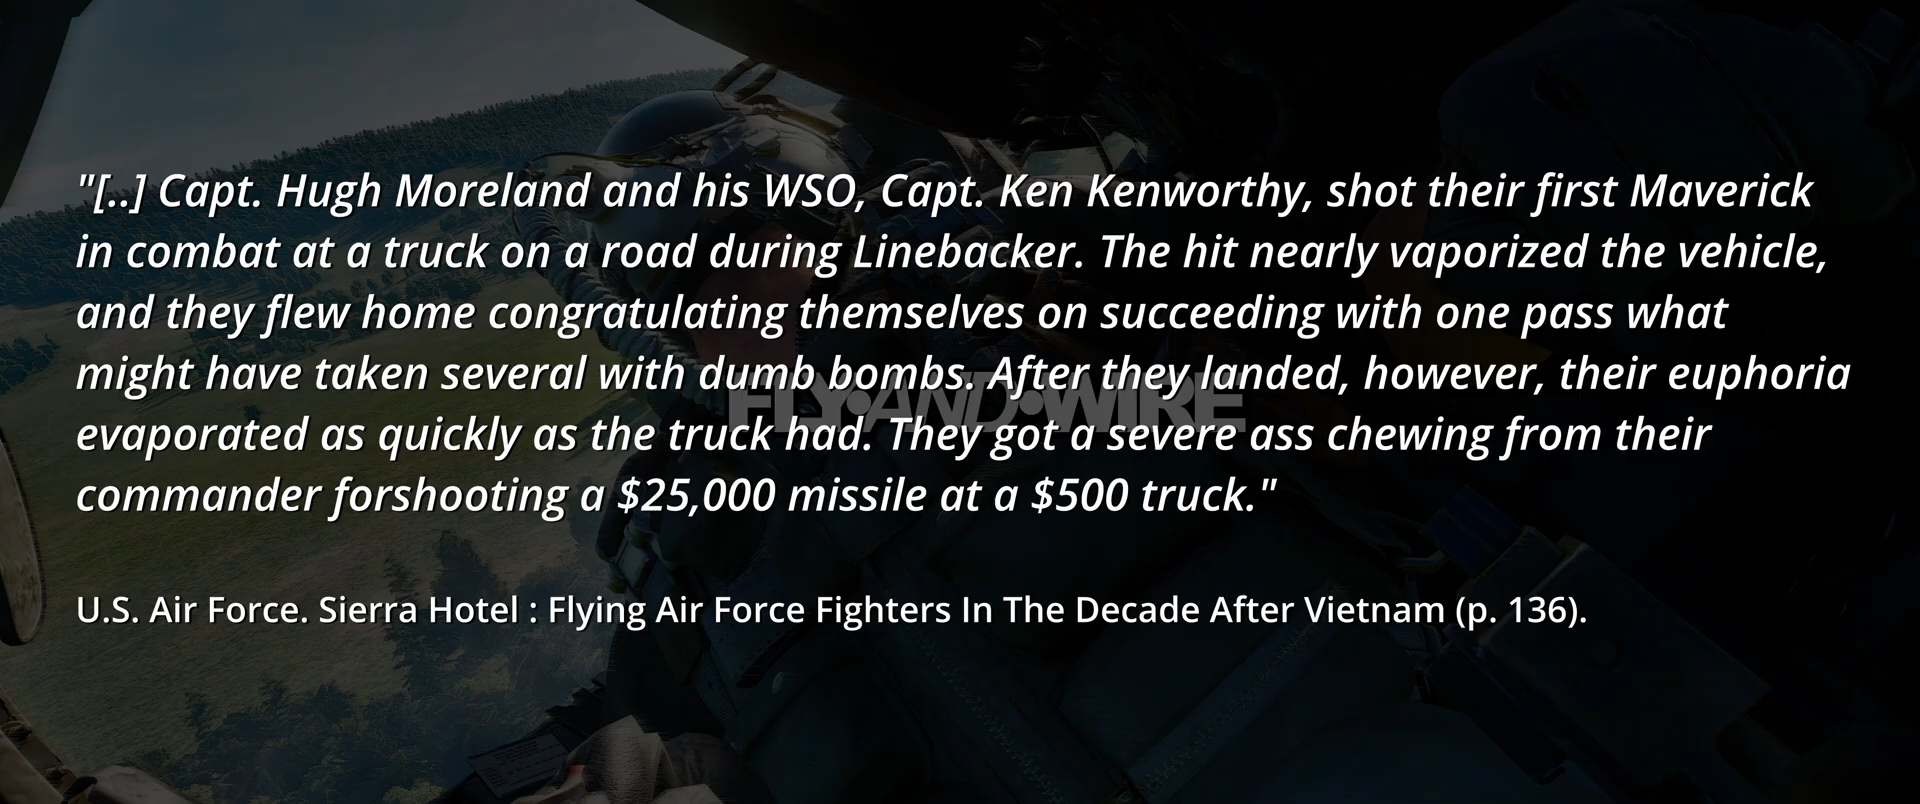 "[..] Capt. Hugh Moreland and his WSO, Capt. Ken Kenworthy, shot their first Maverick
in combat at a truck on a road during Linebacker. The hit nearly vaporized the vehicle,
and they flew home congratulating themselves on succeeding with one pass what
might have taken several with dumb bombs. After they landed, however, their euphoria
FLY•AND•WIRE
evaporated as quickly as the truck had. They got a severe ass chewing from their
commander forshooting a $25,000 missile at a $500 truck."
U.S. Air Force. Sierra Hotel : Flying Air Force Fighters In The Decade After Vietnam (p. 136).